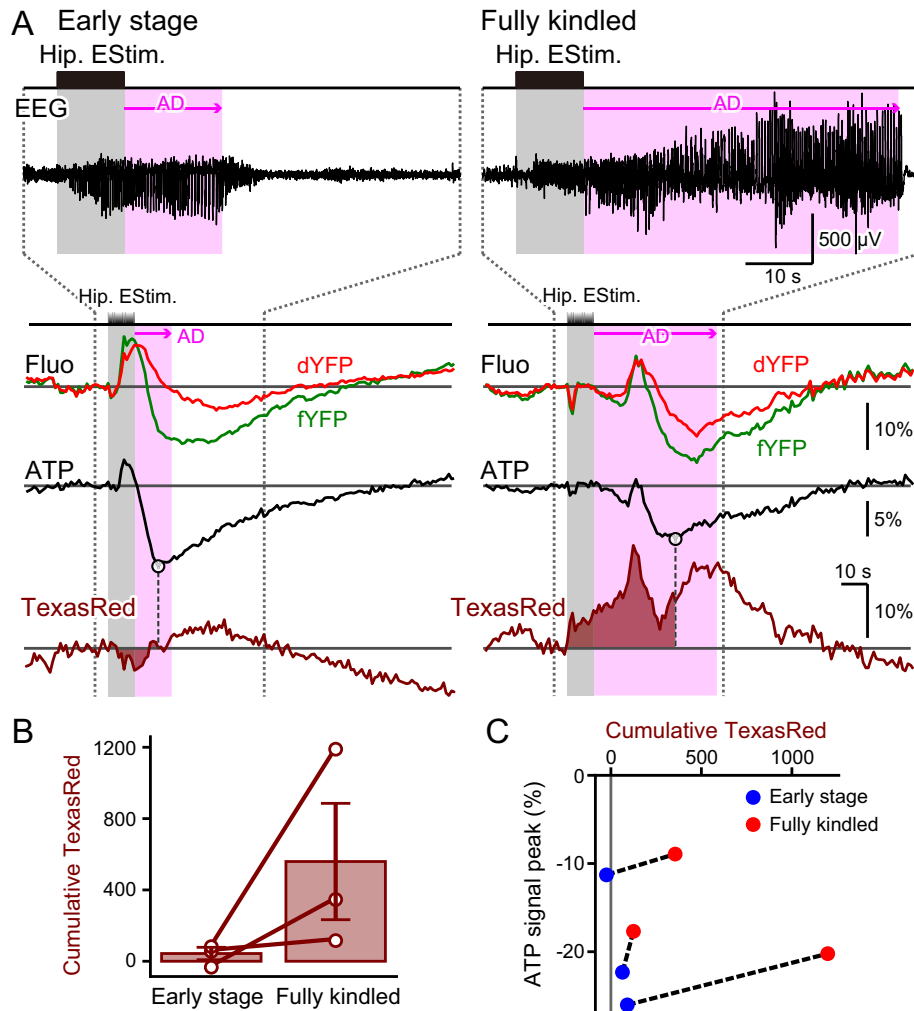 A Early stage Fully kindled
Hip. EStim. Hip. EStim.
EEG AD AD
500 µV
10 s
Hip. EStim. Hip. EStim.
AD AD
Fluo dYFP Fluo dYFP
fYFP fYFP 10%
ATP ATP
5%
10 s
TexasRed TexasRed 10%
B
Cumulative TexasRed
1200
800
400
0
Early stage Fully kindled
C
Cumulative TexasRed
0 500 1000
ATP signal peak (%)
0
-10
-20
Early stage
Fully kindled